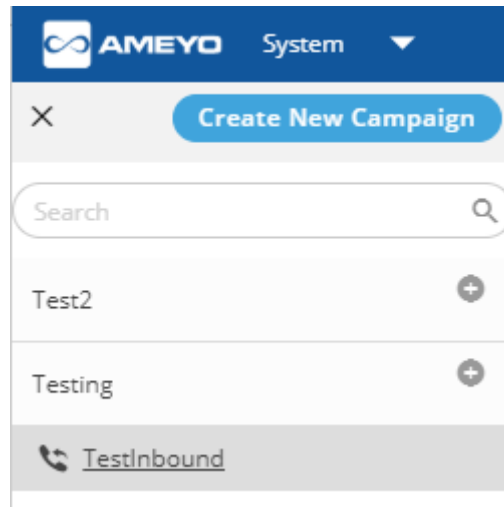 AMEYO System
Create New Campaign
Search
Test2
Testing
TestInbound